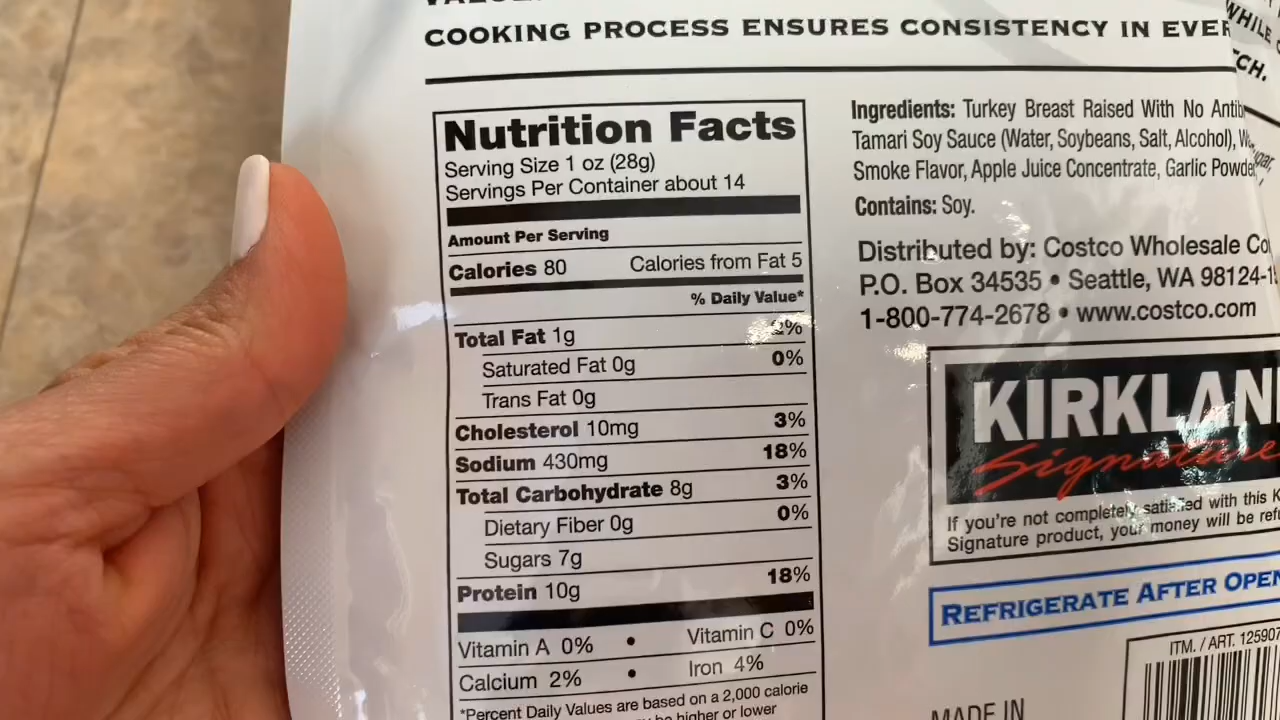 COOKING PROCESS ENSURES CONSISTENCY IN EVER
WHILE
CH.
Nutrition Facts
Serving Size 1 oz (28g)
Servings Per Container about 14
Amount Per Serving
Calories 80 Calories from Fat 5
% Daily Value*
Total Fat 1g 2%
Saturated Fat 0g 0%
Trans Fat 0g
Cholesterol 10mg 3%
Sodium 430mg 18%
Total Carbohydrate 8g 3%
Dietary Fiber 0g 0%
Sugars 7g
Protein 10g 18%
Vitamin A 0% • Vitamin C 0%
Calcium 2% • Iron 4%
*Percent Daily Values are based on a 2,000 calorie
be higher or lower
Ingredients: Turkey Breast Raised With No Antib
Tamari Soy Sauce (Water, Soybeans, Salt, Alcohol),
Smoke Flavor, Apple Juice Concentrate, Garlic Powde
Contains: Soy.
Distributed by: Costco Wholesale Co
P.O. Box 34535 • Seattle, WA 98124-1
1-800-774-2678 • www.costco.com
KIRKLAN
Signature
If you're not completely satisfied with this K
Signature product, your money will be refu
REFRIGERATE AFTER OPEN
ITM. / ART. 125907
MADE IN